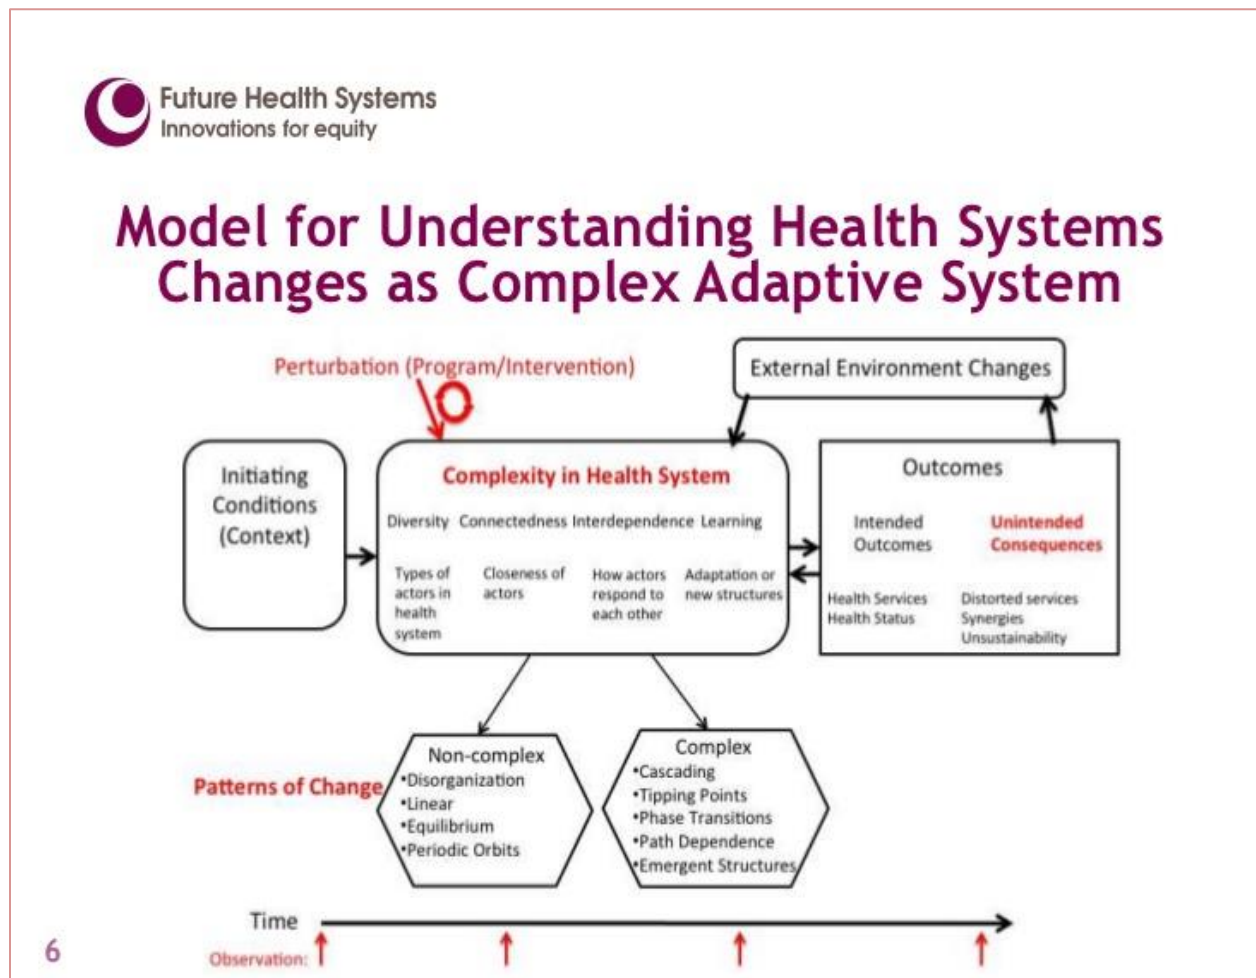 Future Health Systems
Innovations for equity
Model for Understanding Health Systems
Changes as Complex Adaptive System
Perturbation (Program/Intervention)
External Environment Changes
Initiating
Conditions
(Context)
Complexity in Health System
Diversity Connectedness Interdependence Learning
Types of
actors in
health
system
Closeness of
actors
How actors
respond to
each other
Adaptation or
new structures
Outcomes
Intended
Outcomes
Unintended
Consequences
Health Services
Health Status
Distorted services
Synergies
Unsustainability
Patterns of Change
Non-complex
•Disorganization
•Linear
•Equilibrium
•Periodic Orbits
Complex
•Cascading
•Tipping Points
•Phase Transitions
•Path Dependence
•Emergent Structures
Time
Observation:
6